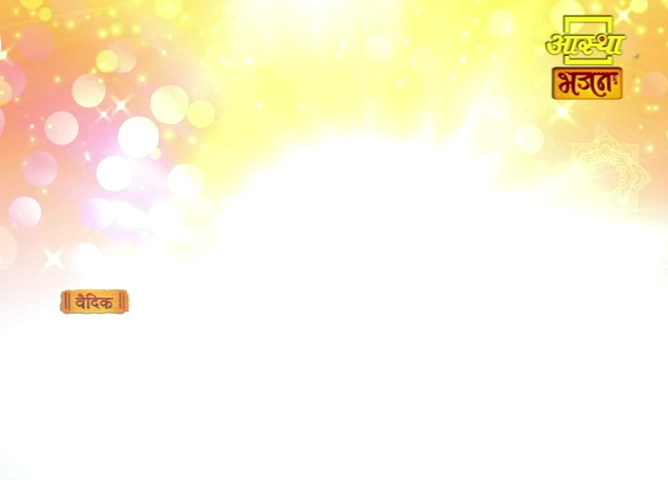 आस्था
भजन
॥ वैदिक ॥